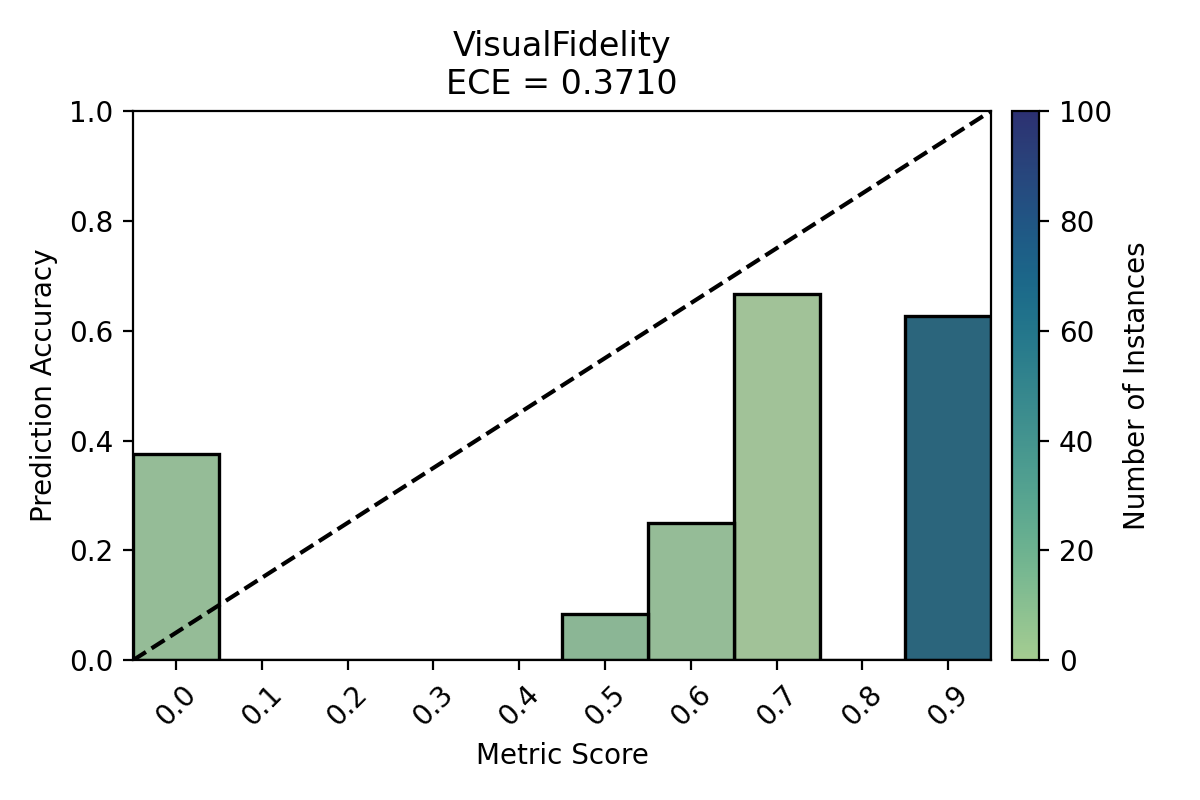 VisualFidelity
ECE = 0.3710
Prediction Accuracy
1.0
0.8
0.6
0.4
0.2
0.0
0.0 0.1 0.2 0.3 0.4 0.5 0.6 0.7 0.8 0.9
Metric Score
100
80
60
40
20
0
Number of Instances